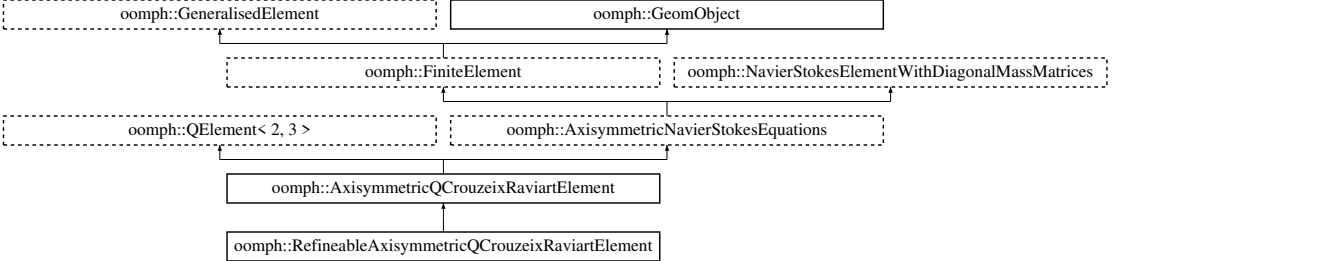 oomph::GeneralisedElement
oomph::GeomObject
oomph::FiniteElement
oomph::NavierStokesElementWithDiagonalMassMatrices
oomph::QElement< 2, 3 >
oomph::AxisymmetricNavierStokesEquations
oomph::AxisymmetricQCrouzeixRaviartElement
oomph::RefineableAxisymmetricQCrouzeixRaviartElement